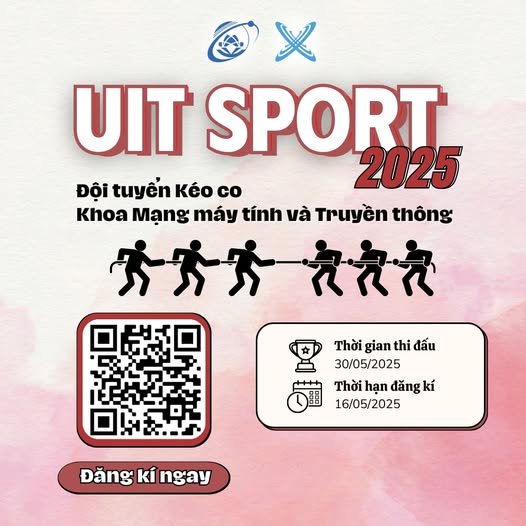 UIT SPORT
2025
Đội tuyển Kéo co
Khoa Mạng máy tính và Truyền thông
Thời gian thi đấu
30/05/2025
Thời hạn đăng kí
16/05/2025
Đăng kí ngay